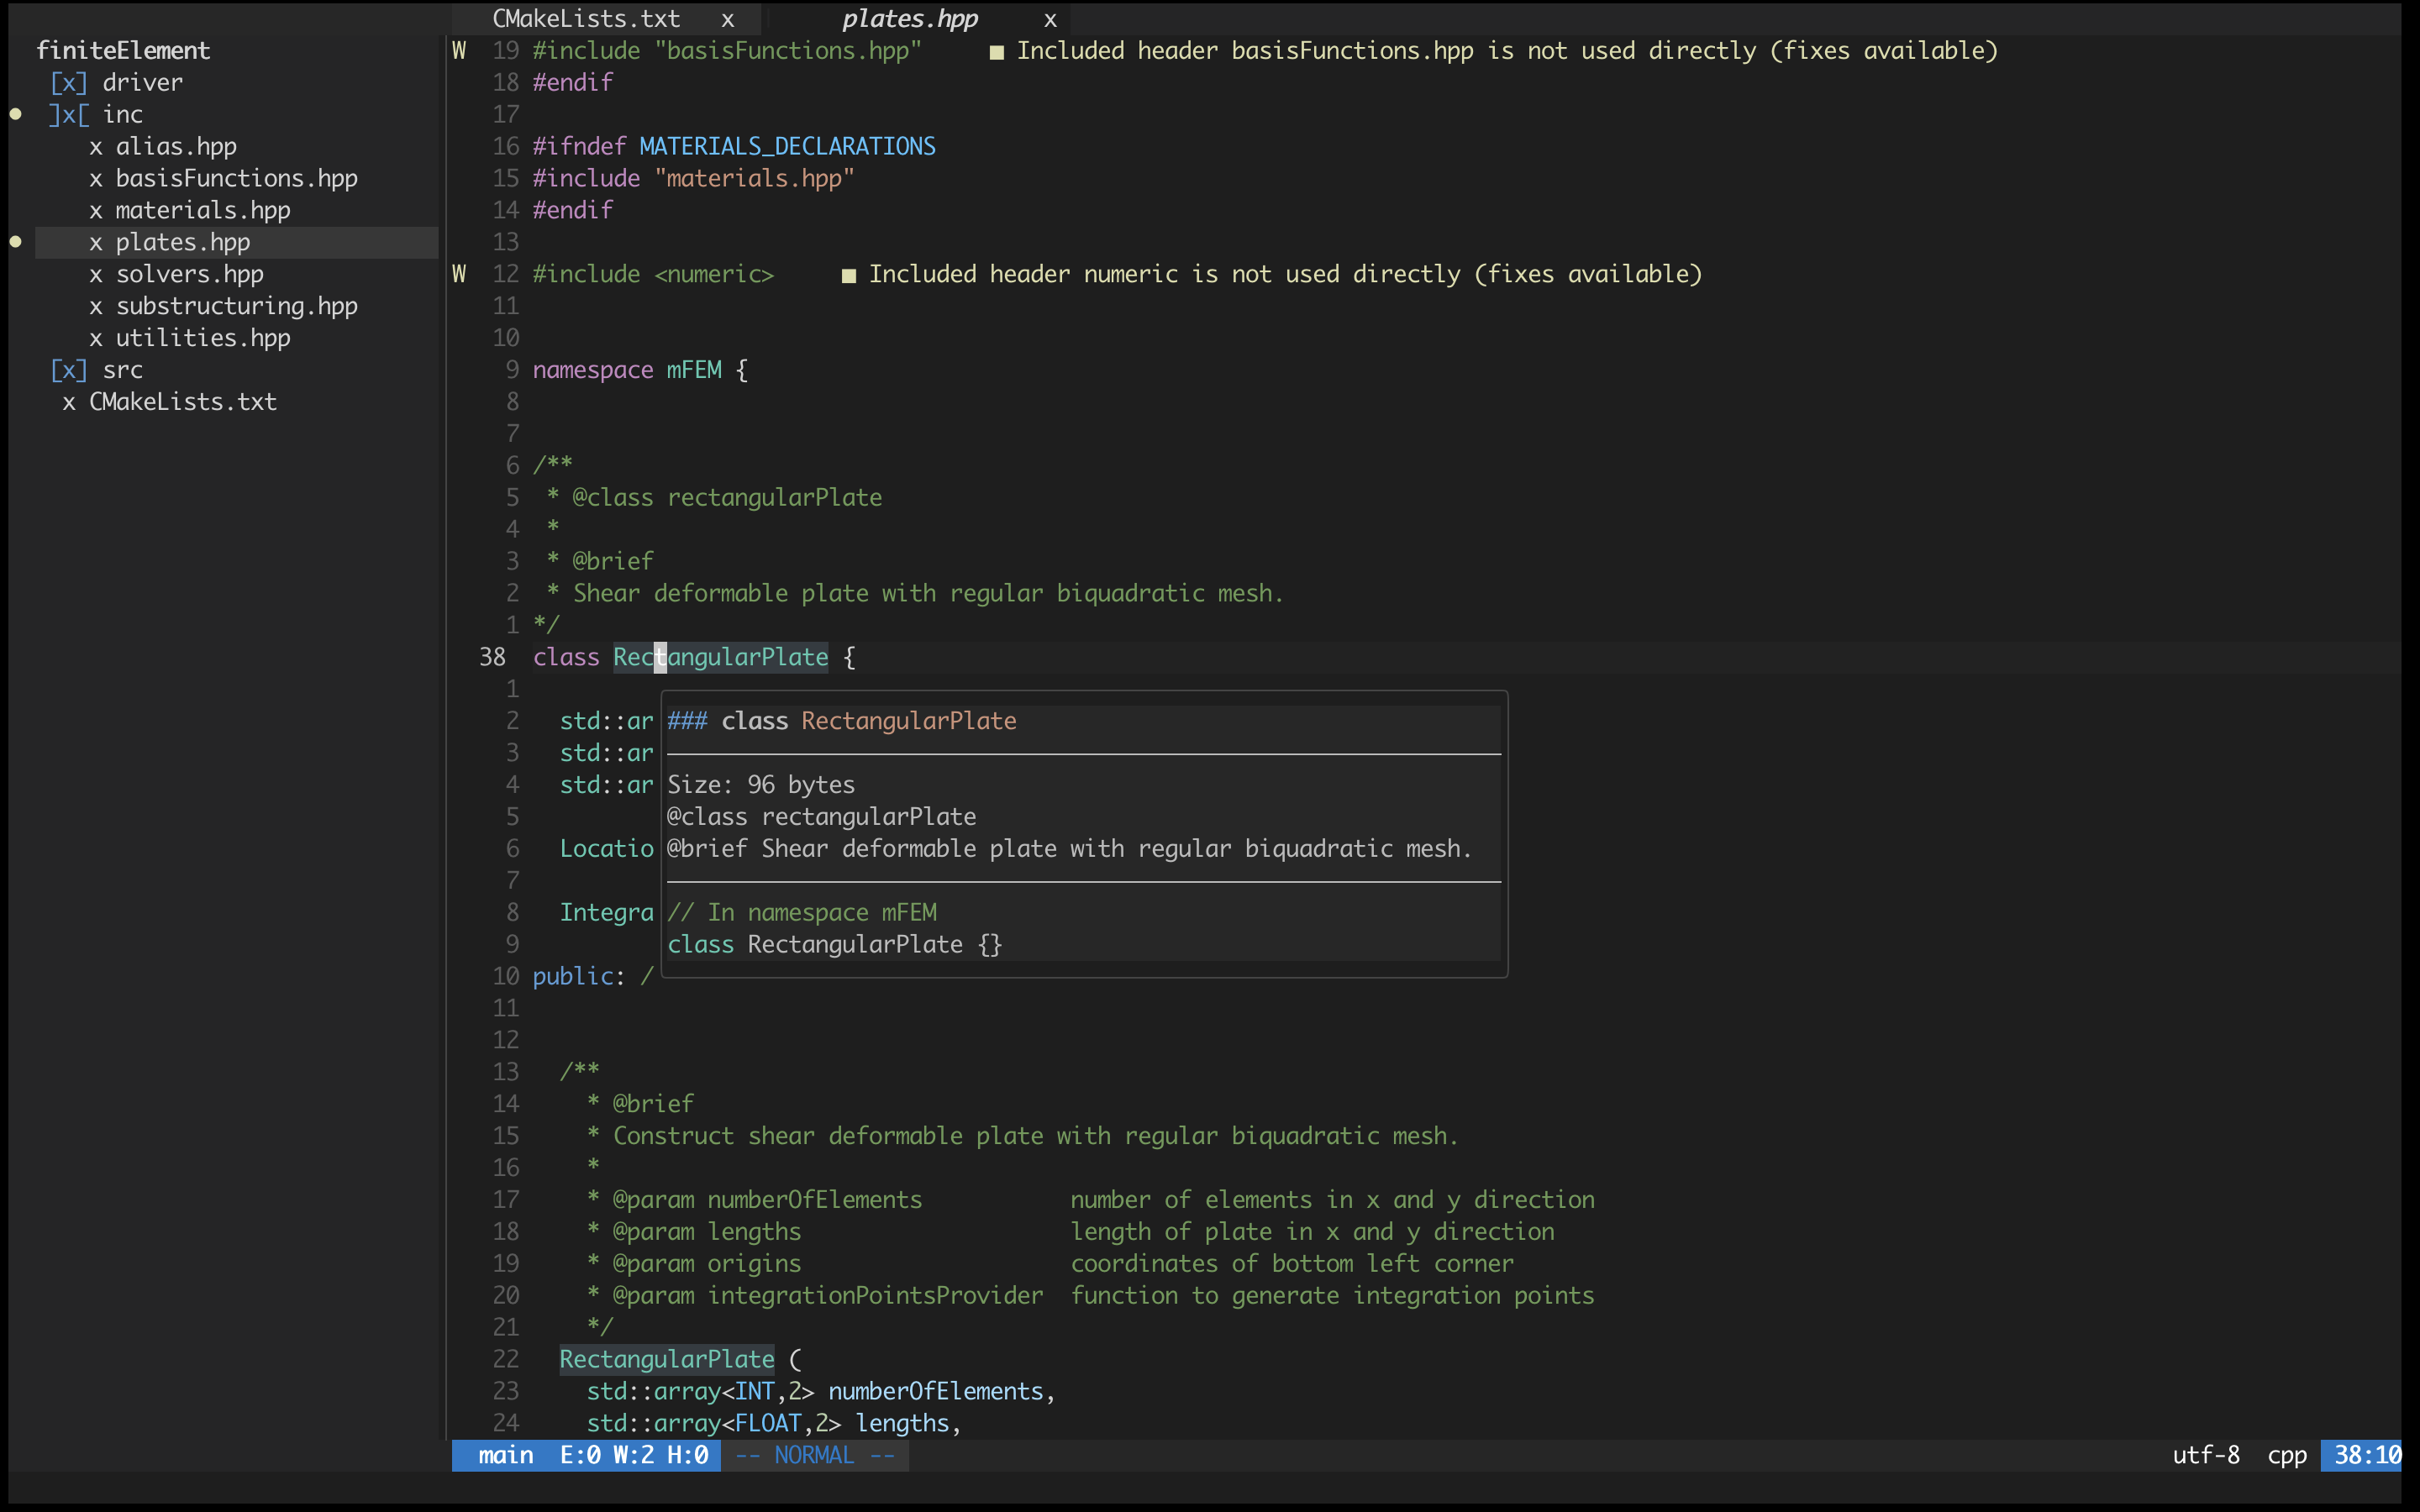 CMakeLists.txt x plates.hpp x
finiteElement
[x] driver
]x[ inc
x alias.hpp
x basisFunctions.hpp
x materials.hpp
x plates.hpp
x solvers.hpp
x substructuring.hpp
x utilities.hpp
[x] src
x CMakeLists.txt
W 19 #include "basisFunctions.hpp" ■ Included header basisFunctions.hpp is not used directly (fixes available)
18 #endif
17
16 #ifndef MATERIALS_DECLARATIONS
15 #include "materials.hpp"
14 #endif
13
W 12 #include <numeric> ■ Included header numeric is not used directly (fixes available)
11
10
9 namespace mFEM {
8
7
6 /**
5 * @class rectangularPlate
4 *
3 * @brief
2 * Shear deformable plate with regular biquadratic mesh.
1 */
38 class RectangularPlate {
1
2 std::ar
3 std::ar
4 std::ar
5
6 Locatio
7
8 Integra
9
10 public: /
### class RectangularPlate
Size: 96 bytes
@class rectangularPlate
@brief Shear deformable plate with regular biquadratic mesh.
// In namespace mFEM
class RectangularPlate {}
11
12
13 /**
14 * @brief
15 * Construct shear deformable plate with regular biquadratic mesh.
16 *
17 * @param numberOfElements number of elements in x and y direction
18 * @param lengths length of plate in x and y direction
19 * @param origins coordinates of bottom left corner
20 * @param integrationPointsProvider function to generate integration points
21 */
22 RectangularPlate (
23 std::array<INT,2> numberOfElements,
24 std::array<FLOAT,2> lengths,
main E:0 W:2 H:0 -- NORMAL -- utf-8 cpp 38:10